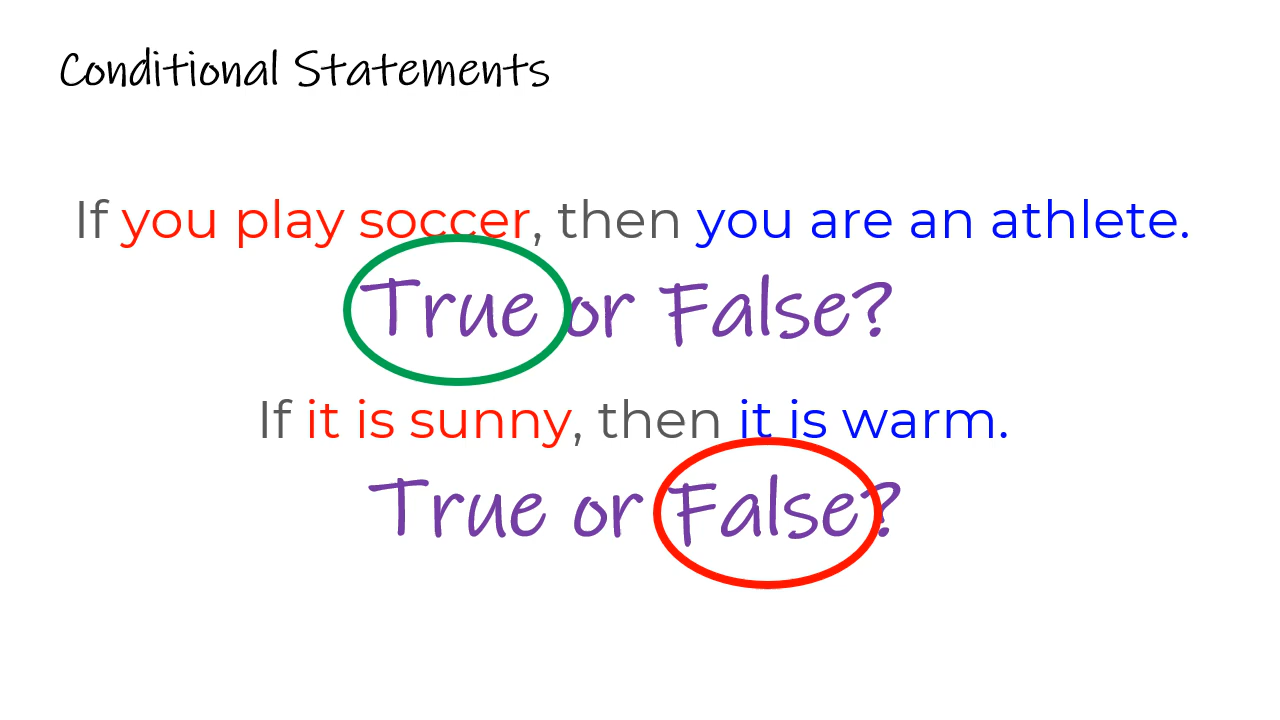 Conditional Statements
If you play soccer, then you are an athlete.
True or False?
If it is sunny, then it is warm.
True or False?